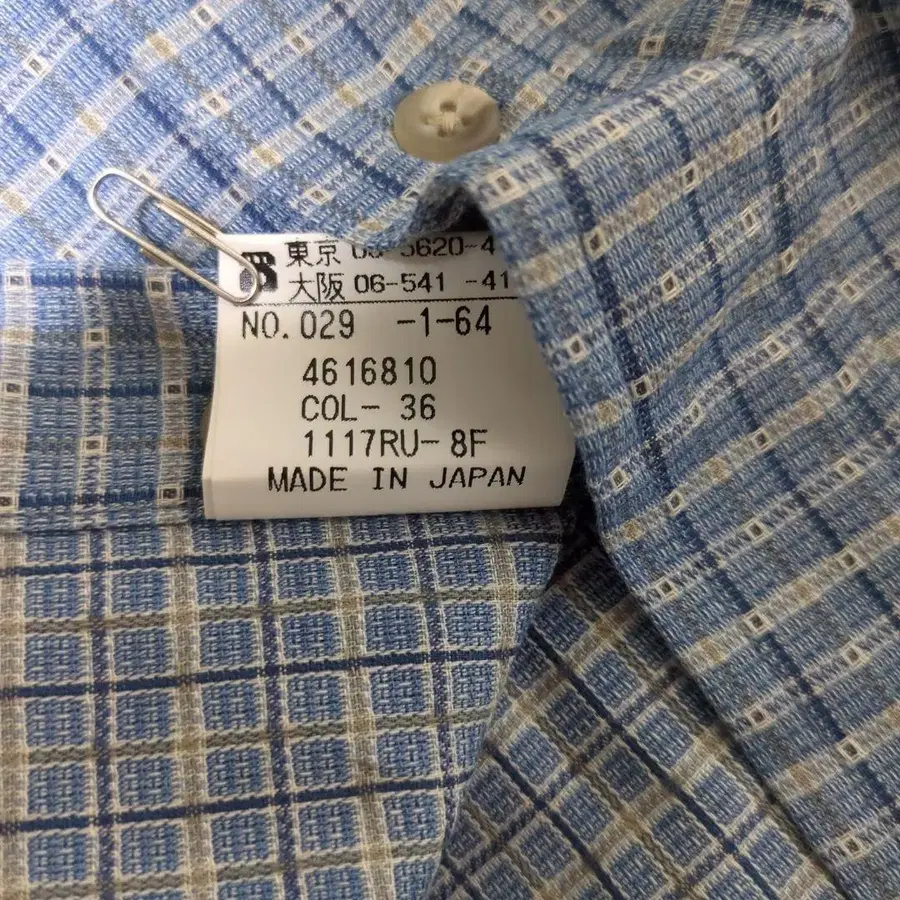 東京 03-5620-4
大阪 06-541 -41
NO. 029 -1-64
4616810
COL- 36
1117RU- 8F
MADE IN JAPAN